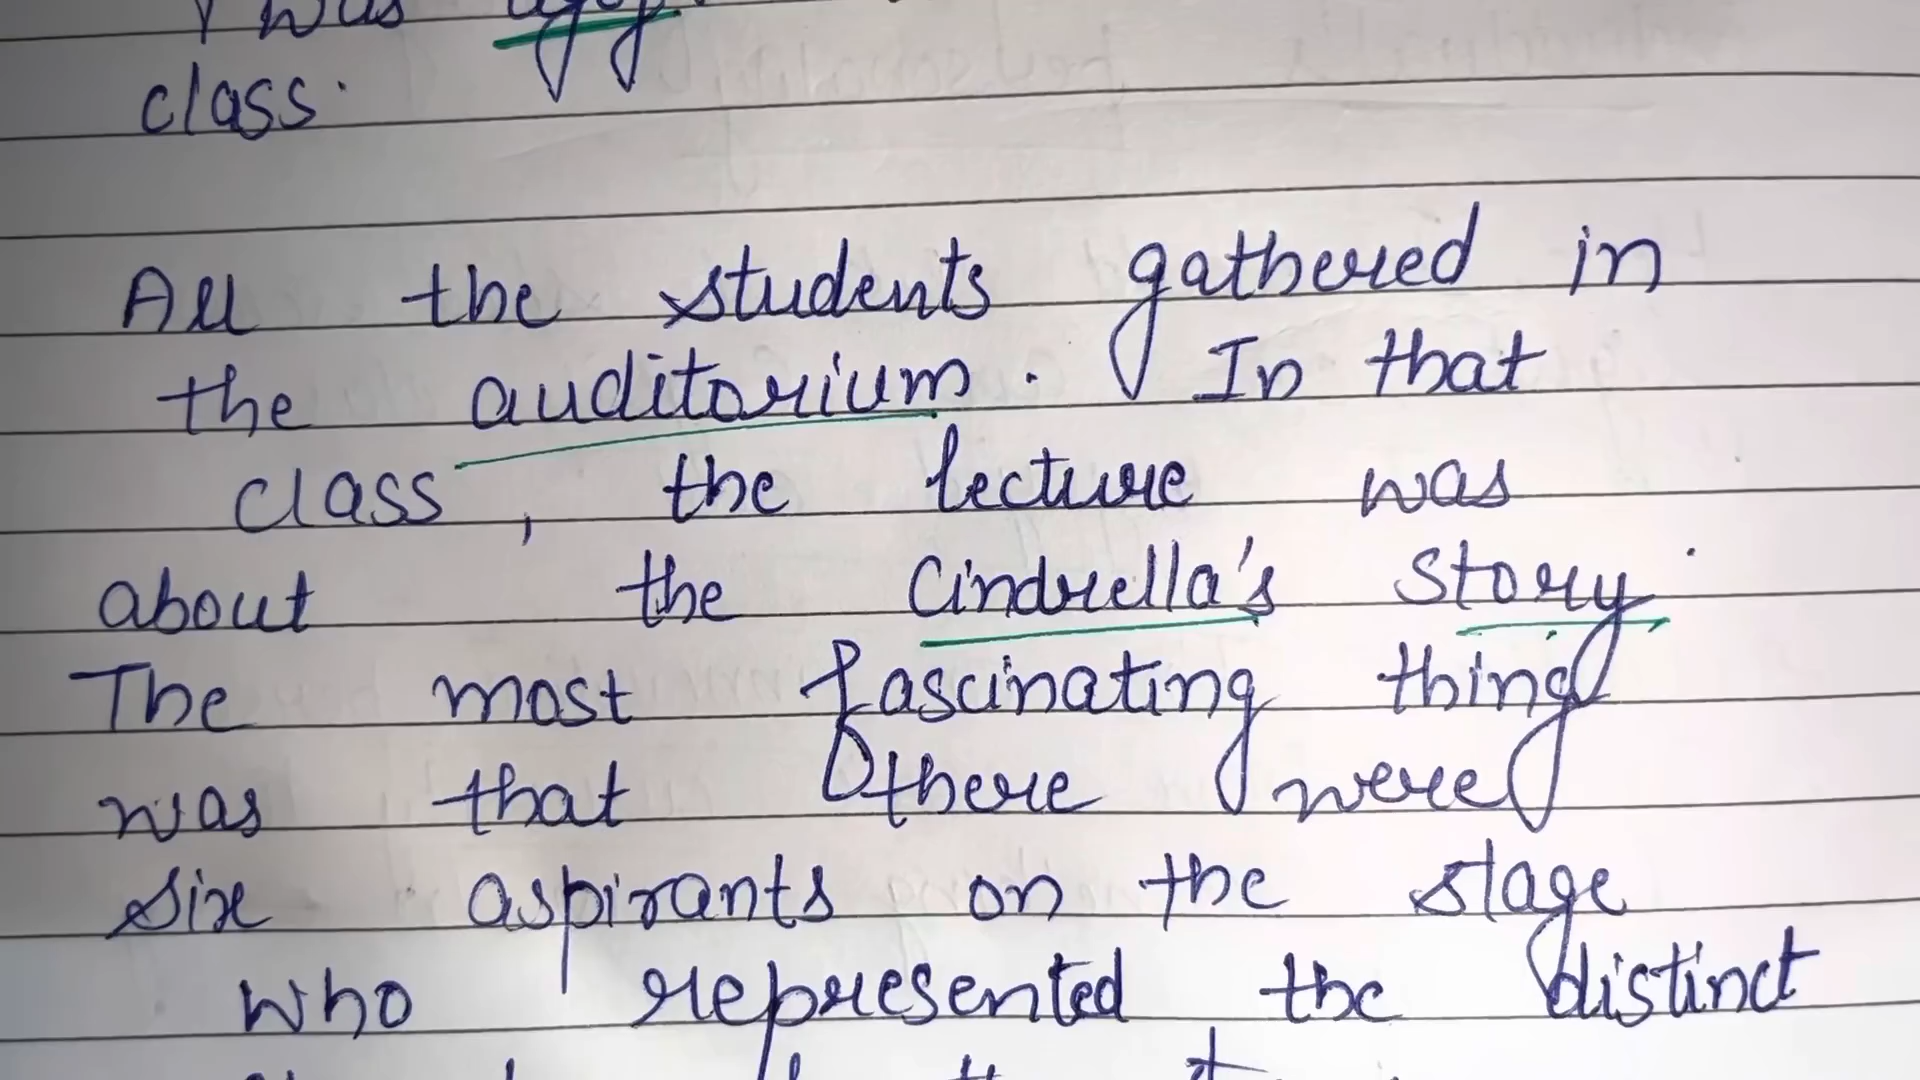 was
class.
All the students gathered in
the auditorium. In that
class, the lecture was
about the Cindrella's story.
The most fascinating thing
was that there were
six aspirants on the stage
who represented the distinct